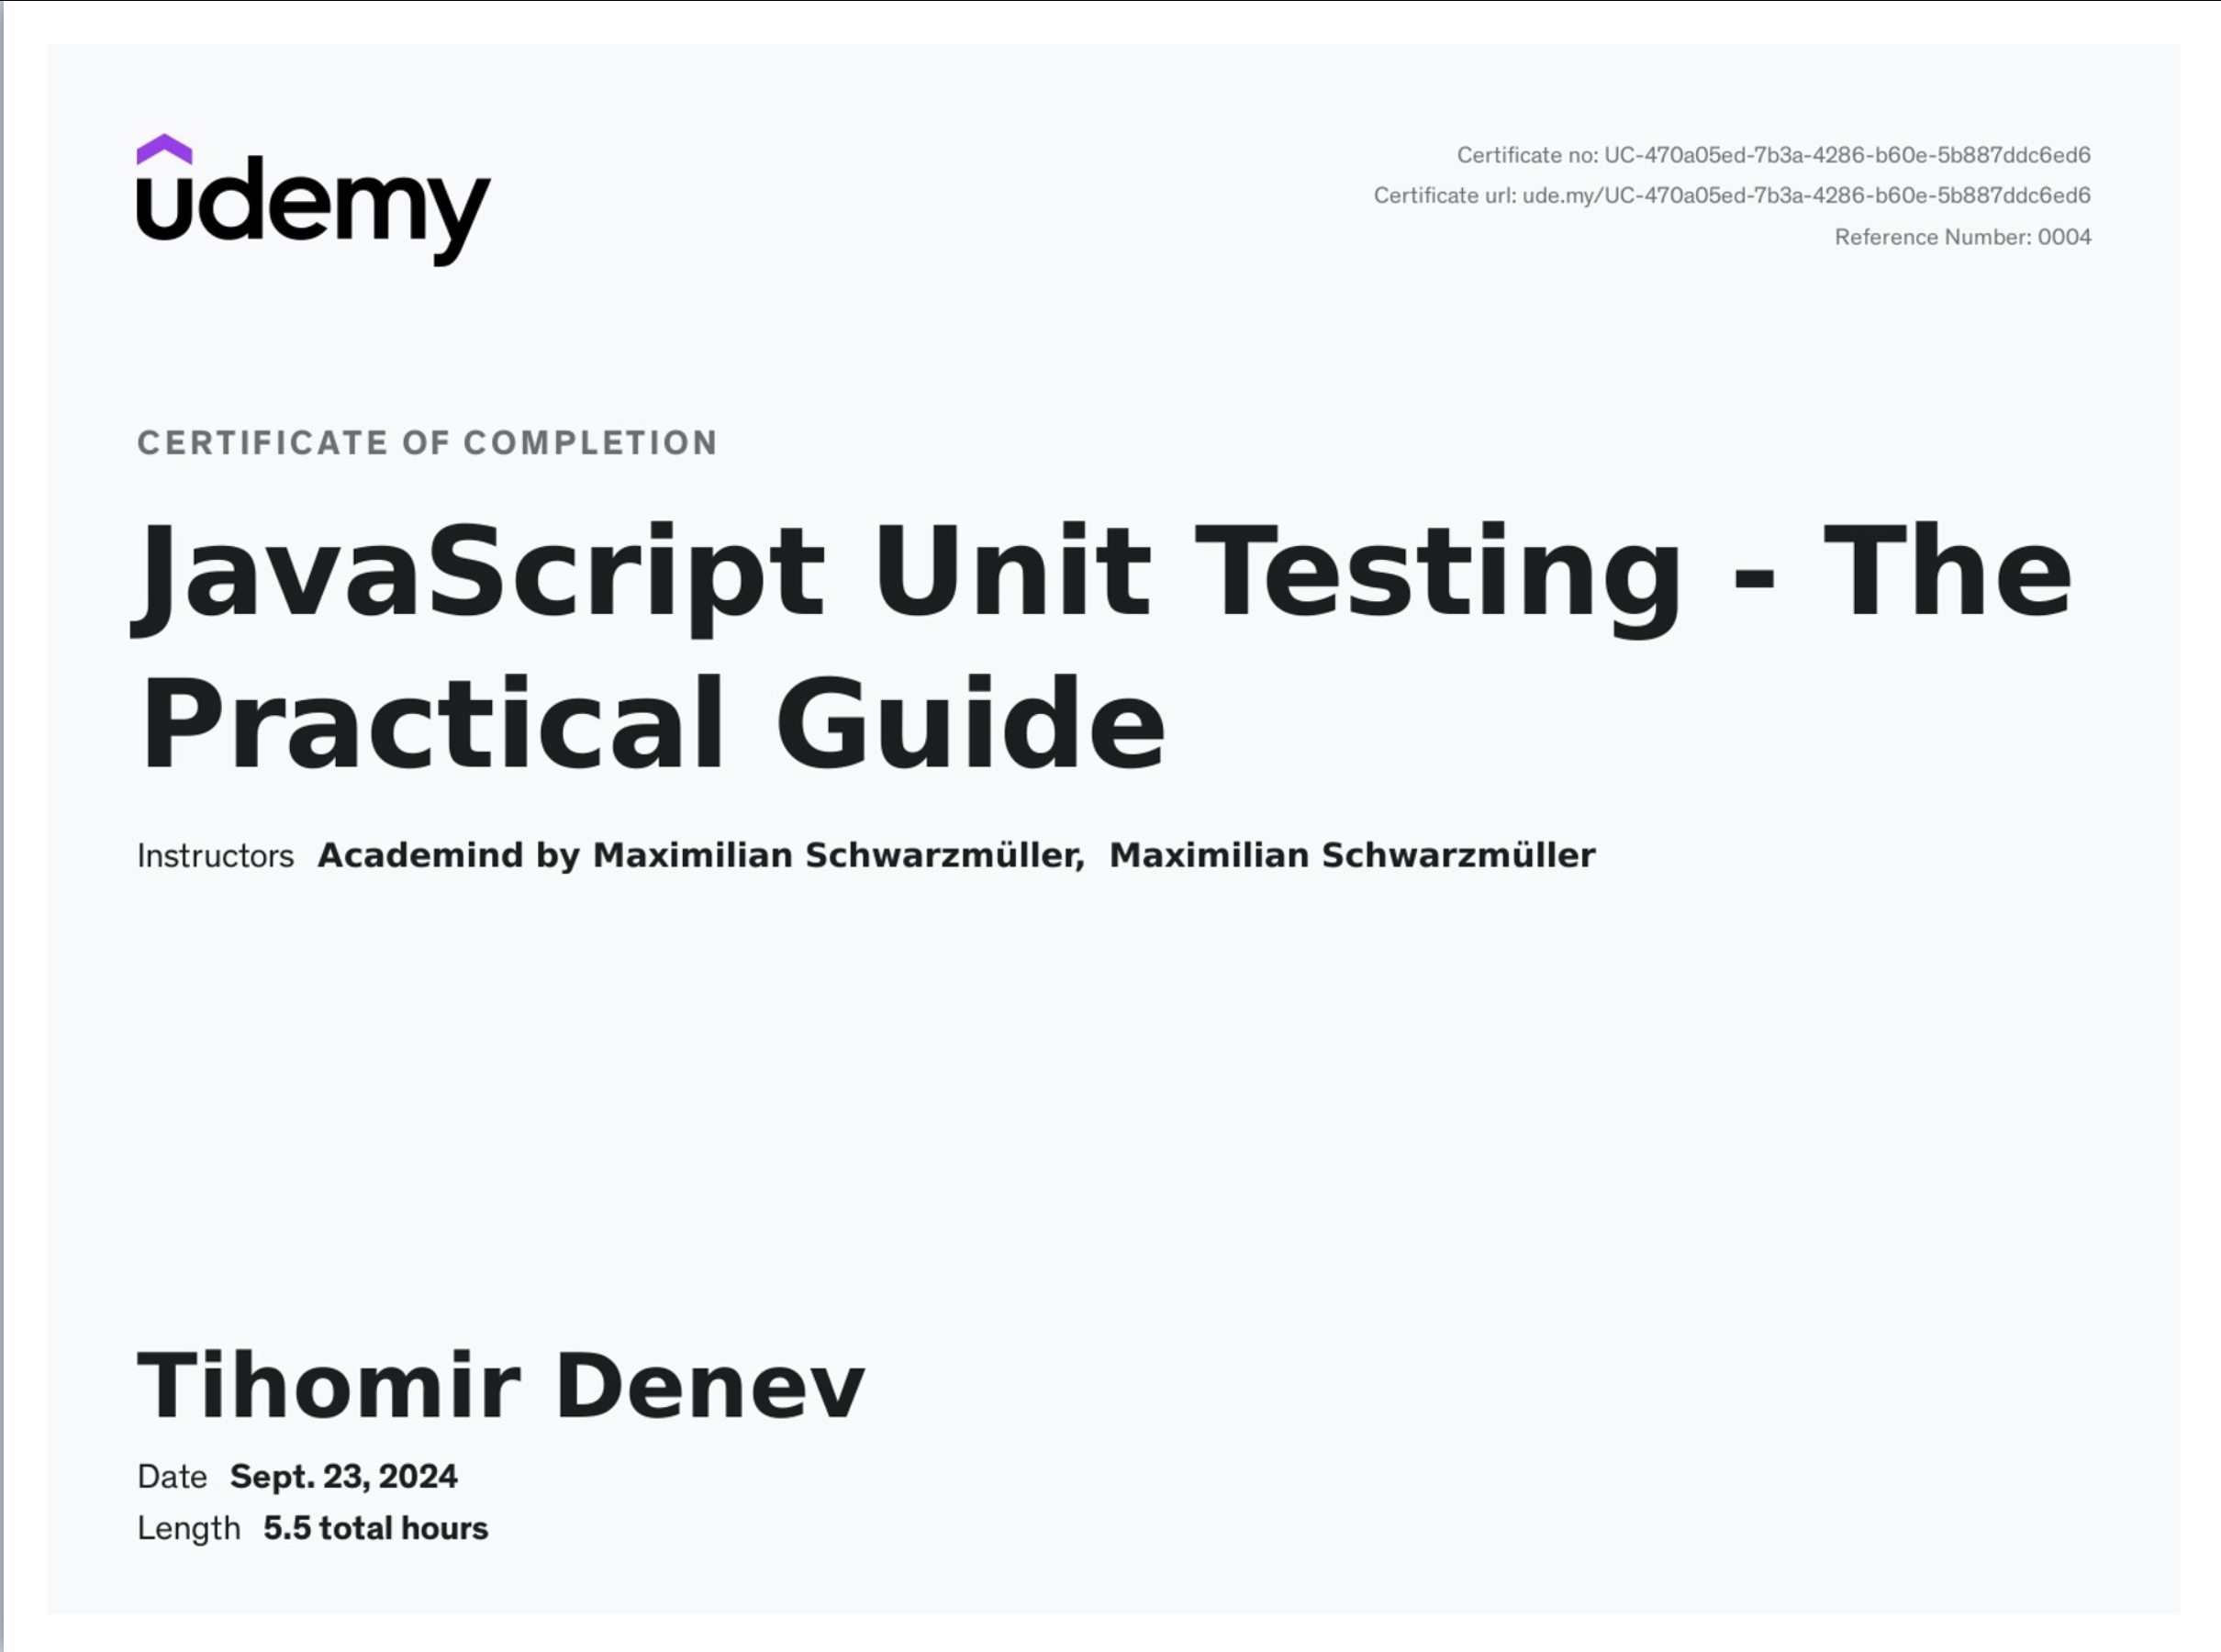 udemy
Certificate no: UC-470a05ed-7b3a-4286-b60e-5b887ddc6ed6
Certificate url: ude.my/UC-470a05ed-7b3a-4286-b60e-5b887ddc6ed6
Reference Number: 0004
CERTIFICATE OF COMPLETION
JavaScript Unit Testing - The
Practical Guide
Instructors Academind by Maximilian Schwarzmüller, Maximilian Schwarzmüller
Tihomir Denev
Date Sept. 23, 2024
Length 5.5 total hours